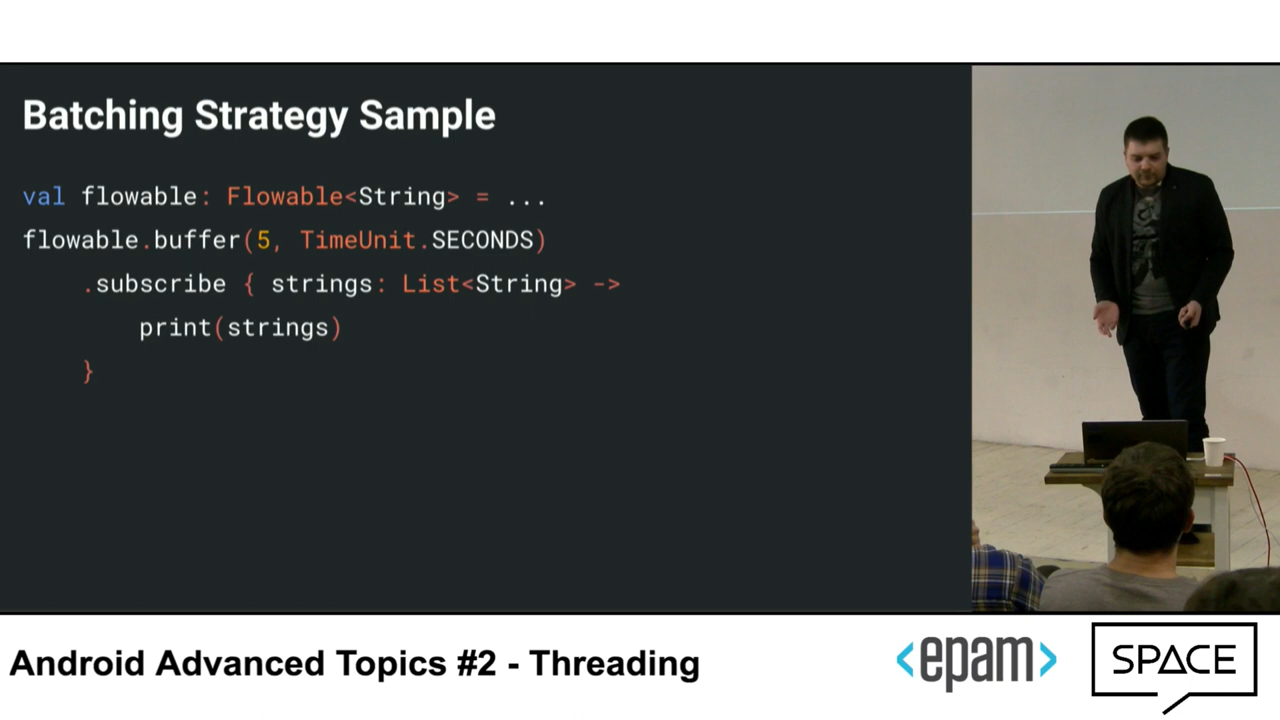 Batching Strategy Sample
val flowable: Flowable<String> = ...
flowable.buffer(5, TimeUnit.SECONDS)
    .subscribe { strings: List<String> ->
        print(strings)
    }
Android Advanced Topics #2 - Threading
<epam>
SPACE